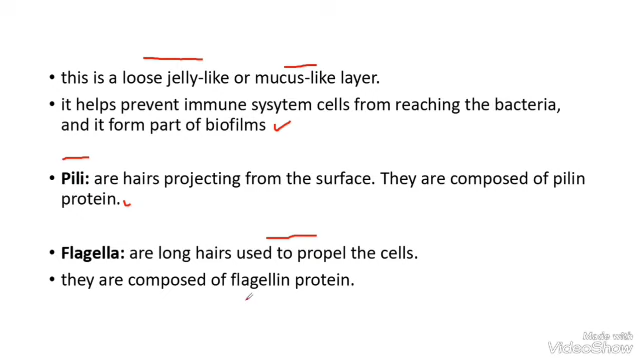 • this is a loose jelly-like or mucus-like layer.
• it helps prevent immune sysytem cells from reaching the bacteria,
and it form part of biofilms
• Pili: are hairs projecting from the surface. They are composed of pilin
protein.
• Flagella: are long hairs used to propel the cells.
• they are composed of flagellin protein.
Made with
VideoShow